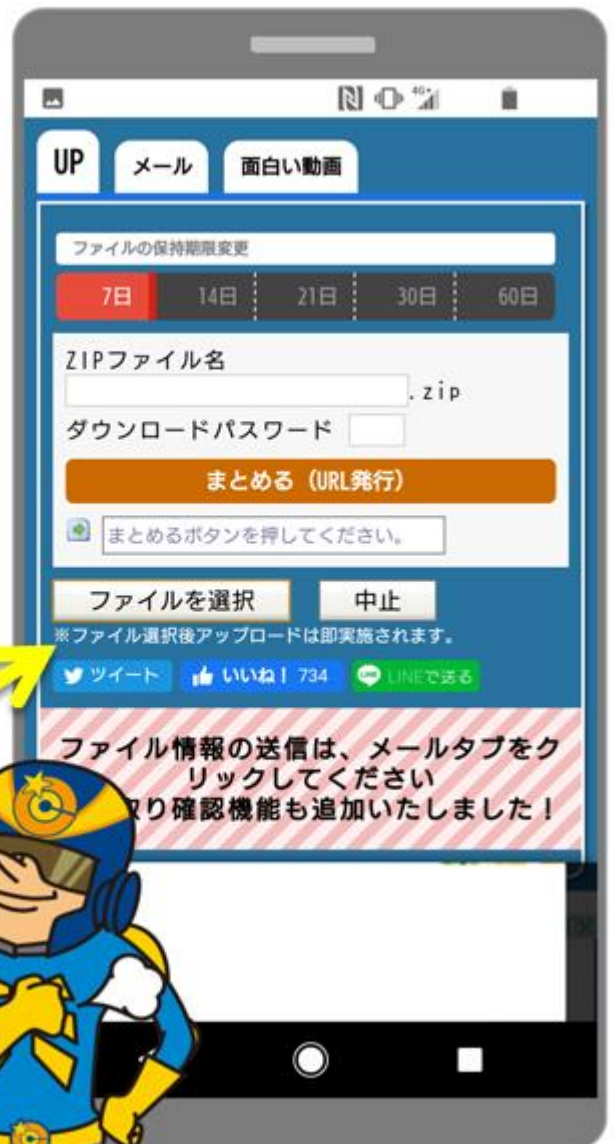 4G+
UP
メール
面白い動画
ファイルの保持期限変更
7日 14日 21日 30日 60日
ZIPファイル名
.zip
ダウンロードパスワード
まとめる (URL発行)
まとめるボタンを押してください。
ファイルを選択 中止
※ファイル選択後アップロードは即実施されます。
ツイート いいね! 734 LINEで送る
ファイル情報の送信は、メールタブをク
リックしてください
り確認機能も追加いたしました!